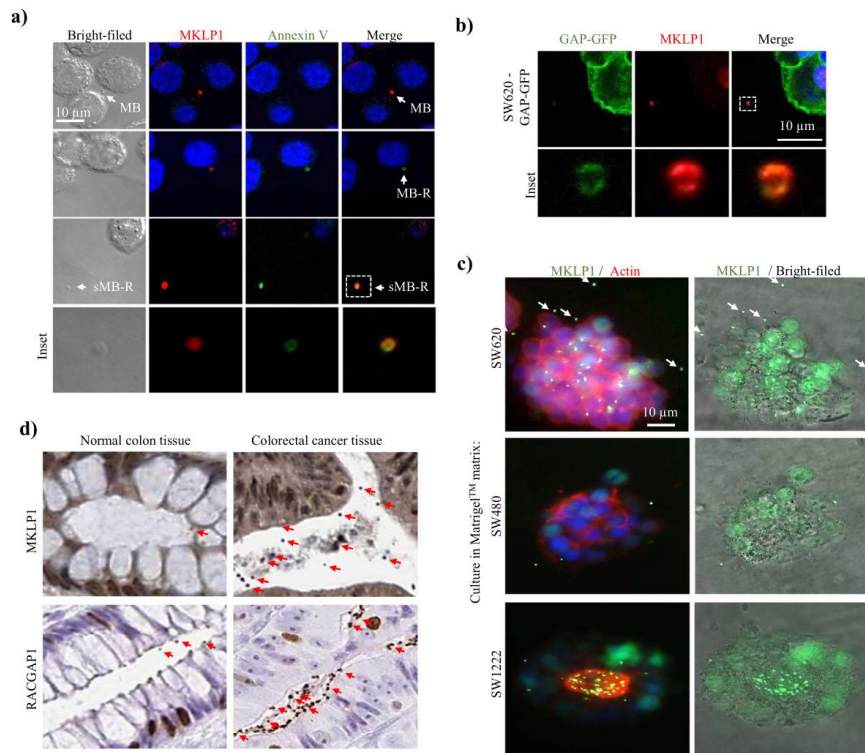 a)
Bright-filed MKLP1 Annexin V Merge
10 µm
MB
MB
MB-R
sMB-R
sMB-R
Inset
b)
GAP-GFP MKLP1 Merge
SW620 -
GAP-GFP
10 µm
Inset
c)
MKLP1 / Actin MKLP1 / Bright-filed
SW620
10 µm
Culture in Matrigel™ matrix:
SW480
SW1222
d)
Normal colon tissue Colorectal cancer tissue
MKLP1
RACGAP1